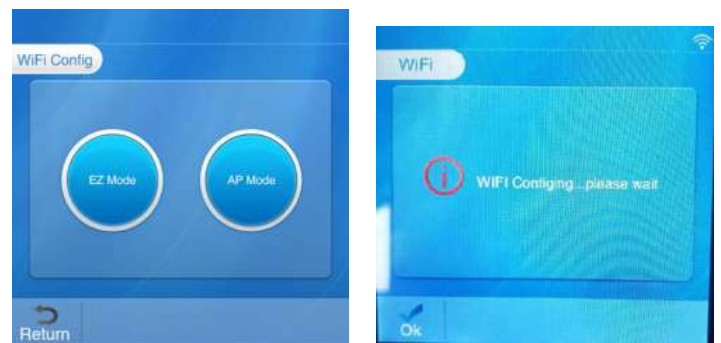 WiFi Config
EZ Mode
AP Mode
Return
WiFi
WIFI Configing...please wait
Ok